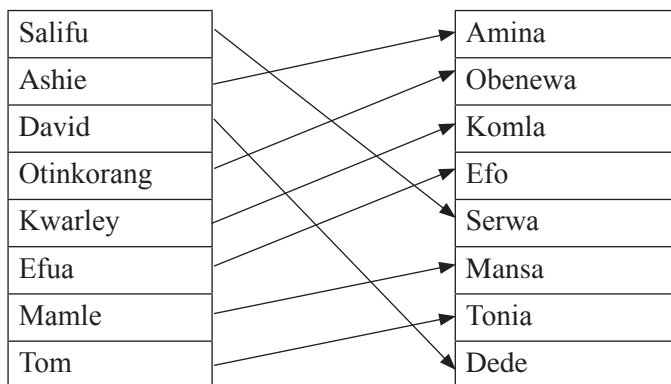 Salifu
Ashie
David
Otinkorang
Kwarley
Efua
Mamle
Tom
Amina
Obenewa
Komla
Efo
Serwa
Mansa
Tonia
Dede